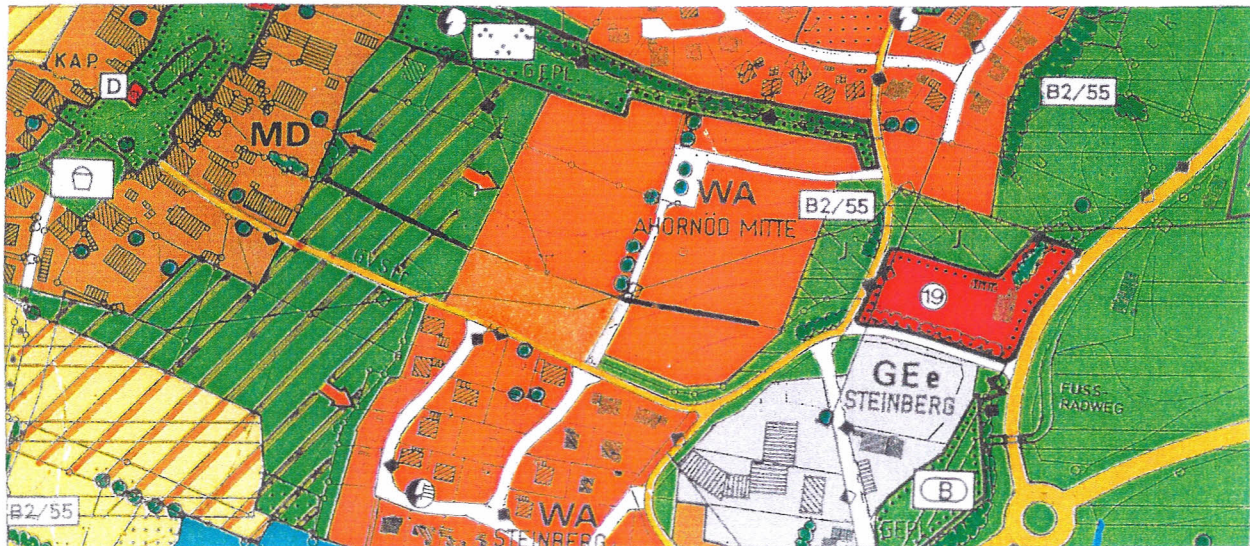 KAP.
D
MD
GEPL.
B2/55
WA
AHORNÖD MITTE
B2/55
19
GEe
STEINBERG
FUSS-
RADWEG
B
B2/55
WA
STEINBERG
GEPL.